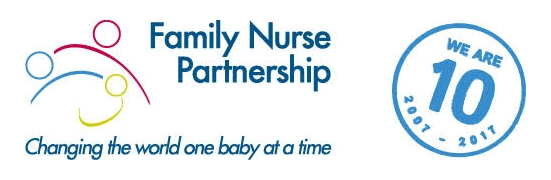 Family Nurse
Partnership
Changing the world one baby at a time
WE ARE
10
2007 - 2017